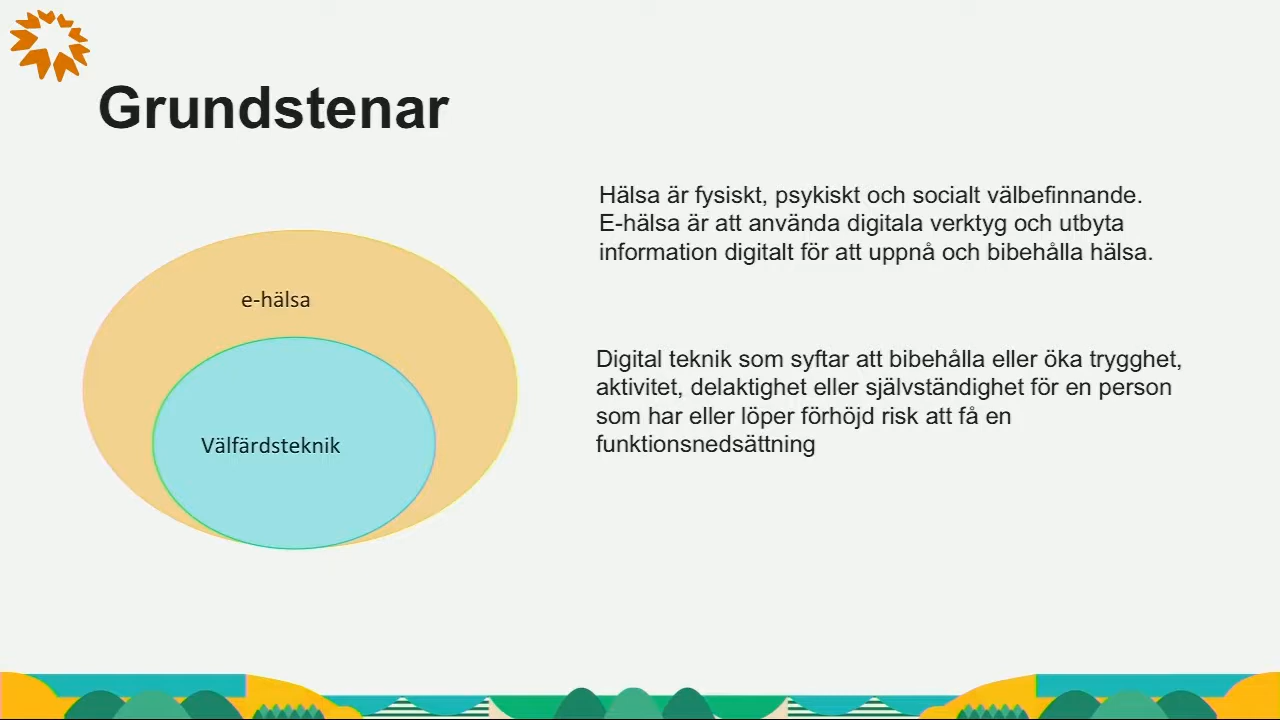 Grundstenar
Hälsa är fysiskt, psykiskt och socialt välbefinnande.
E-hälsa är att använda digitala verktyg och utbyta
information digitalt för att uppnå och bibehålla hälsa.
e-hälsa
Digital teknik som syftar att bibehålla eller öka trygghet,
aktivitet, delaktighet eller självständighet för en person
som har eller löper förhöjd risk att få en
funktionsnedsättning
Välfärdsteknik